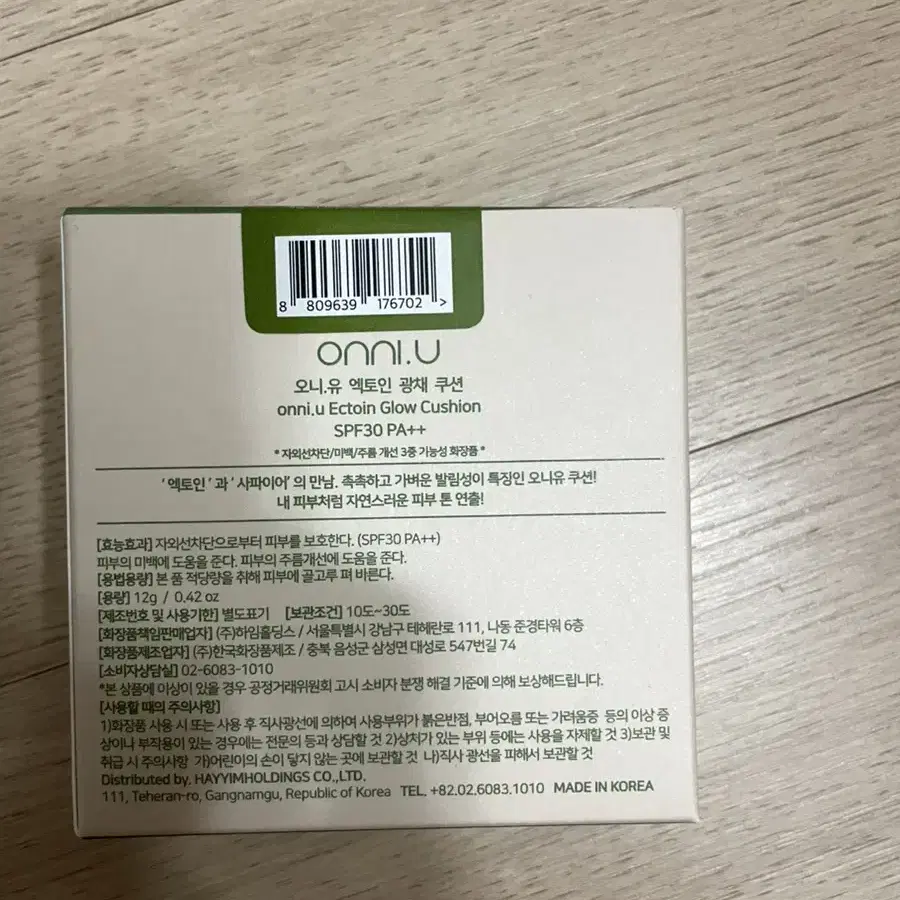 8 809639 176702 >
onni.u
오니.유 엑토인 광채 쿠션
onni.u Ectoin Glow Cushion
SPF30 PA++
* 자외선차단/미백/주름 개선 3중 기능성 화장품 *
‘ 엑토인 ’ 과 ‘ 사파이어’ 의 만남. 촉촉하고 가벼운 발림성이 특징인 오니유 쿠션!
내 피부처럼 자연스러운 피부 톤 연출!
[효능효과] 자외선차단으로부터 피부를 보호한다. (SPF30 PA++)
피부의 미백에 도움을 준다. 피부의 주름개선에 도움을 준다.
[용법용량] 본 품 적당량을 취해 피부에 골고루 펴 바른다.
[용량] 12g / 0.42 oz
[제조번호 및 사용기한] 별도표기 [보관조건] 10도~30도
[화장품책임판매업자] (주)하임홀딩스 / 서울특별시 강남구 테헤란로 111, 나동 준경타워 6층
[화장품제조업자] (주)한국화장품제조 / 충북 음성군 삼성면 대성로 547번길 74
[소비자상담실] 02-6083-1010
*본 상품에 이상이 있을 경우 공정거래위원회 고시 소비자 분쟁 해결 기준에 의해 보상해드립니다.
[사용할 때의 주의사항]
1)화장품 사용 시 또는 사용 후 직사광선에 의하여 사용부위가 붉은반점, 부어오름 또는 가려움증 등의 이상 증
상이나 부작용이 있는 경우에는 전문의 등과 상담할 것 2)상처가 있는 부위 등에는 사용을 자제할 것 3)보관 및
취급 시 주의사항 가)어린이의 손이 닿지 않는 곳에 보관할 것 나)직사 광선을 피해서 보관할 것
Distributed by. HAYYIMHOLDINGS CO.,LTD.
111, Teheran-ro, Gangnamgu, Republic of Korea TEL. +82.02.6083.1010 MADE IN KOREA